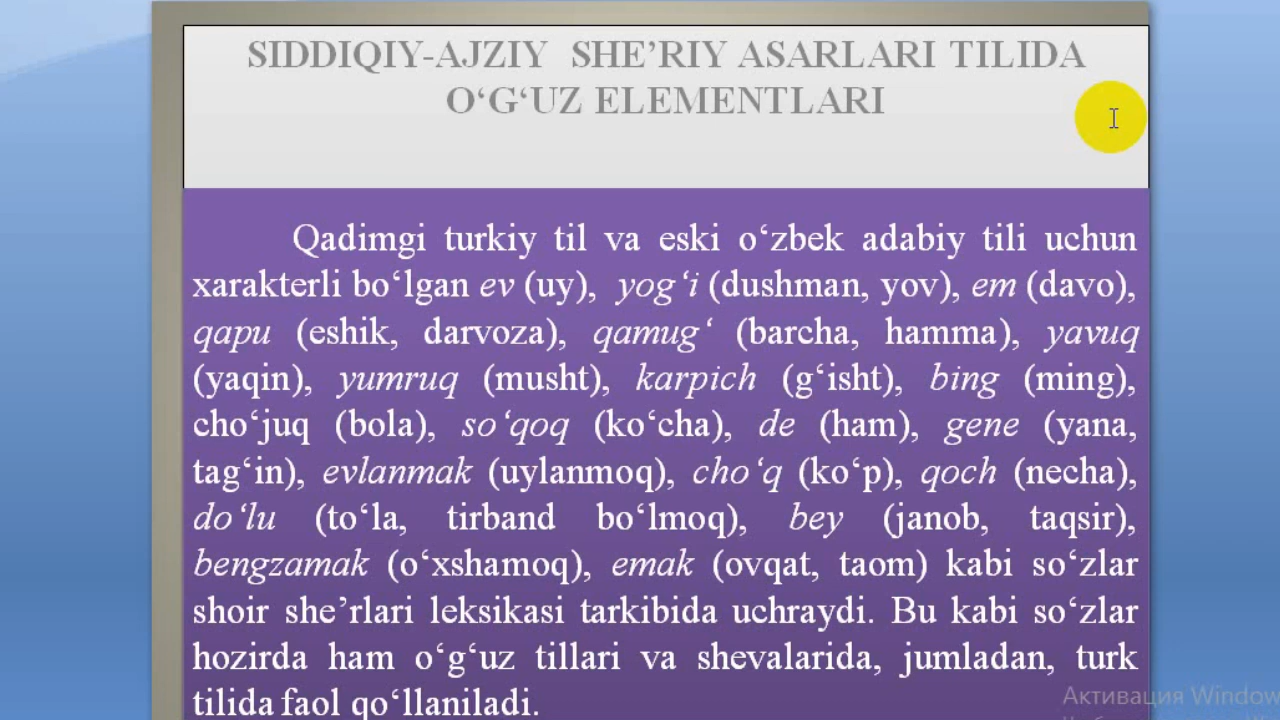 SIDDIQIY-AJZIY SHE’RIY ASARLARI TILIDA
O‘G‘UZ ELEMENTLARI
Qadimgi turkiy til va eski o‘zbek adabiy tili uchun
xarakterli bo‘lgan ev (uy), yog‘i (dushman, yov), em (davo),
qapu (eshik, darvoza), qamug‘ (barcha, hamma), yavuq
(yaqin), yumruq (musht), karpich (g‘isht), bing (ming),
cho‘juq (bola), so‘qoq (ko‘cha), de (ham), gene (yana,
tag‘in), evlanmak (uylanmoq), cho‘q (ko‘p), qoch (necha),
do‘lu (to‘la, tirband bo‘lmoq), bey (janob, taqsir),
bengzamak (o‘xshamoq), emak (ovqat, taom) kabi so‘zlar
shoir she’rlari leksikasi tarkibida uchraydi. Bu kabi so‘zlar
hozirda ham o‘g‘uz tillari va shevalarida, jumladan, turk
tilida faol qo‘llaniladi.
Активация Window